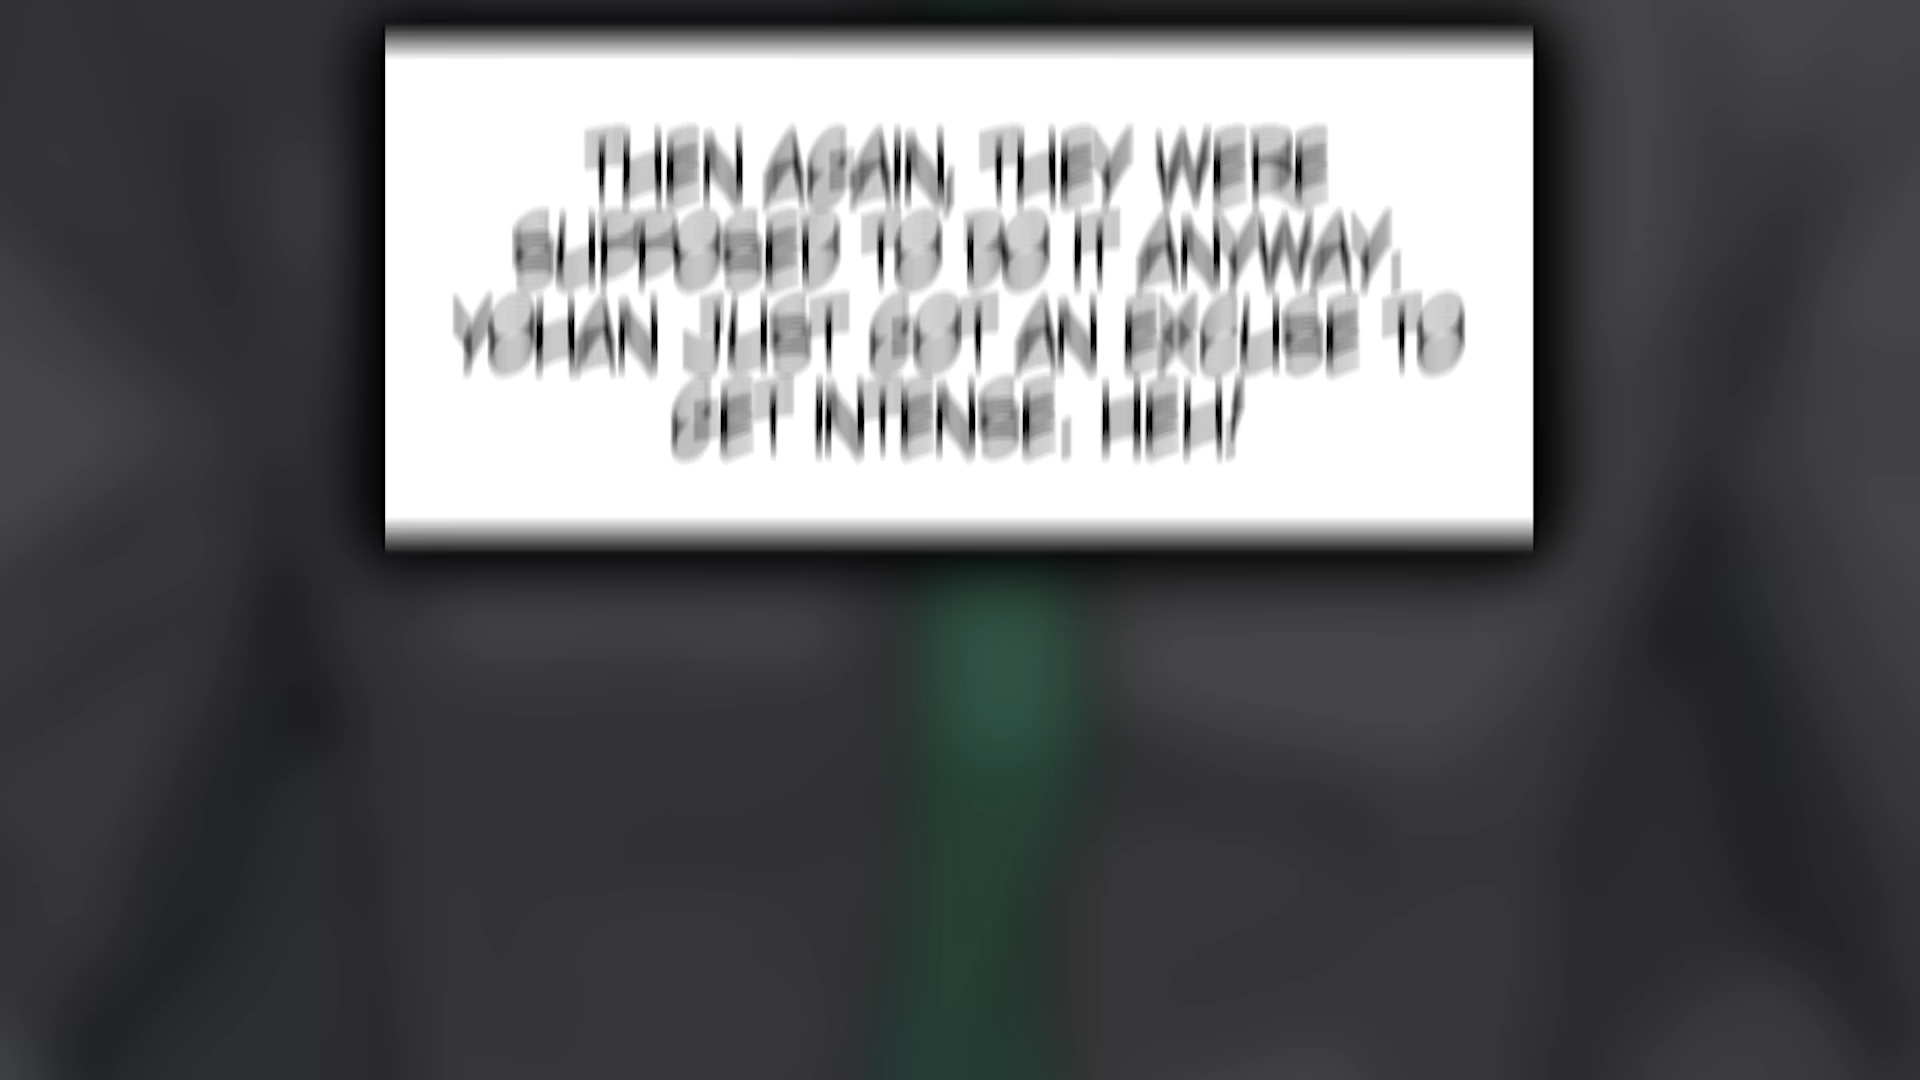 THEN AGAIN, THEY WERE
SUPPOSED TO DO IT ANYWAY,
YOHAN JUST GOT AN EXCUSE TO
GET INTENSE, HEH!